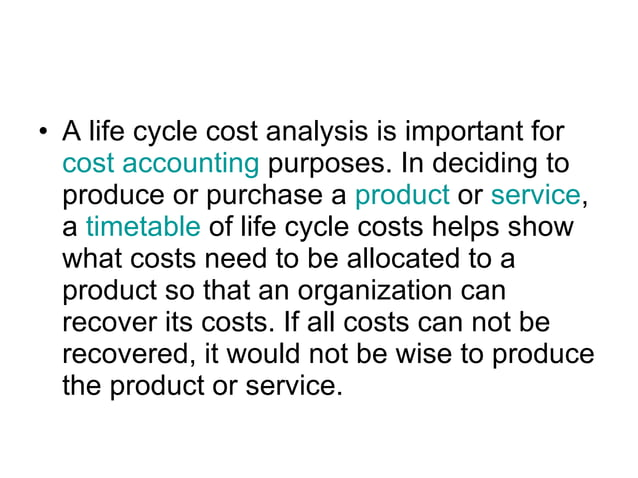 • A life cycle cost analysis is important for
cost accounting purposes. In deciding to
produce or purchase a product or service,
a timetable of life cycle costs helps show
what costs need to be allocated to a
product so that an organization can
recover its costs. If all costs can not be
recovered, it would not be wise to produce
the product or service.